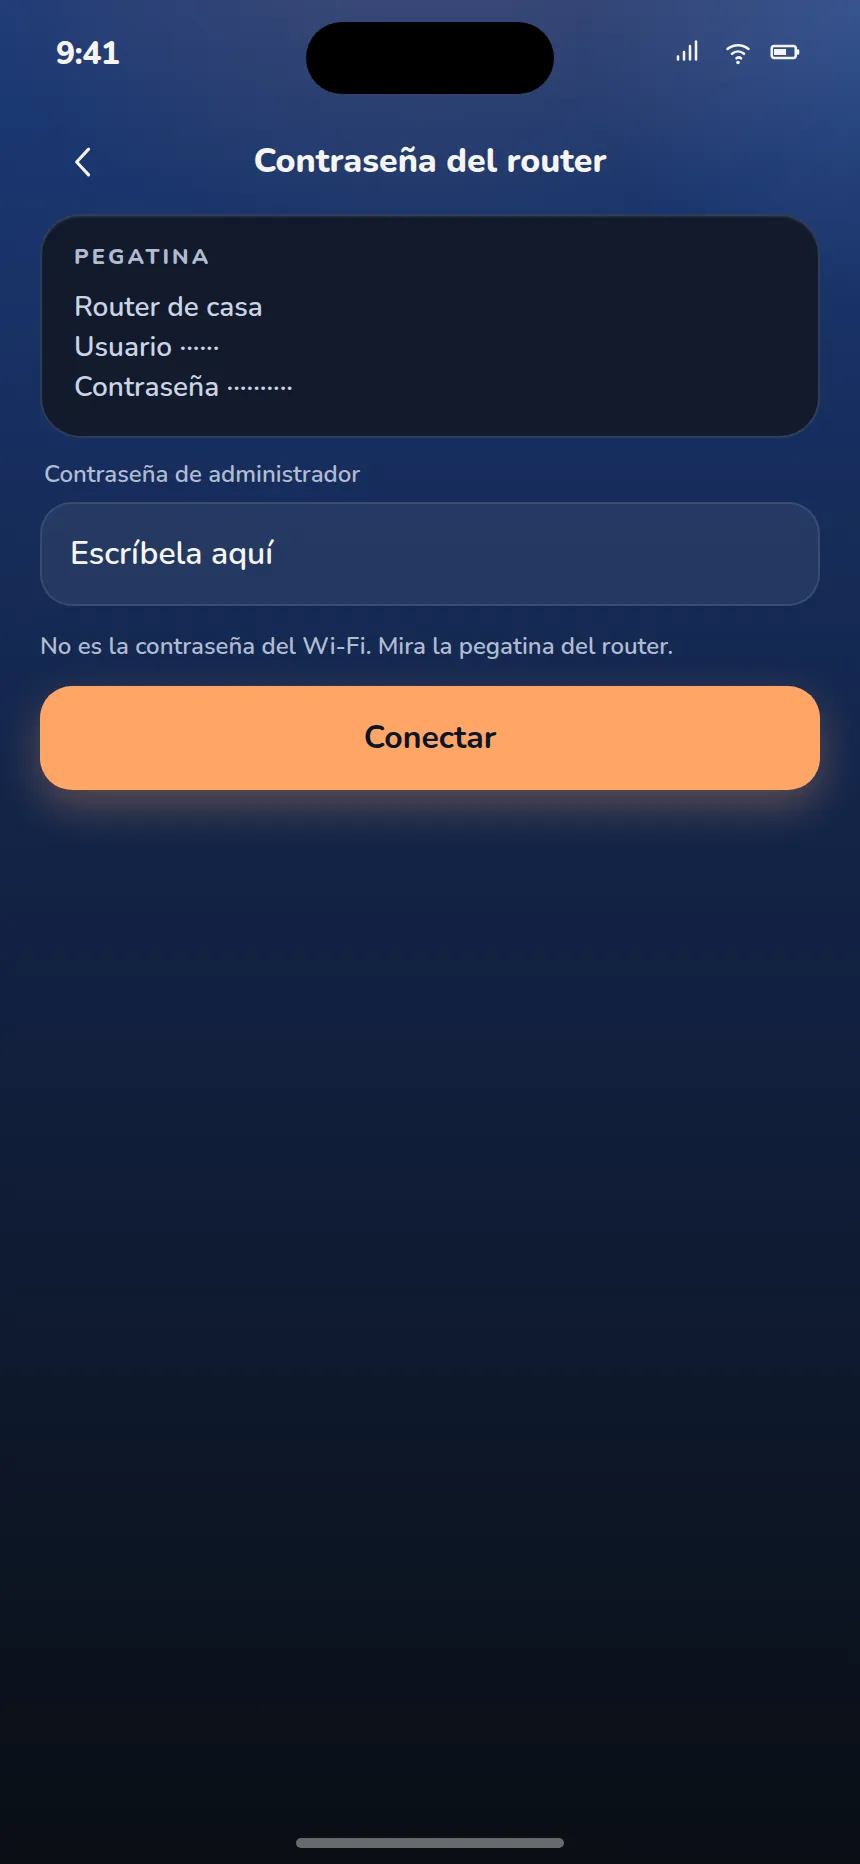 9:41
Contraseña del router
PEGATINA
Router de casa
Usuario ······
Contraseña ··········
Contraseña de administrador
Escríbela aquí
No es la contraseña del Wi-Fi. Mira la pegatina del router.
Conectar